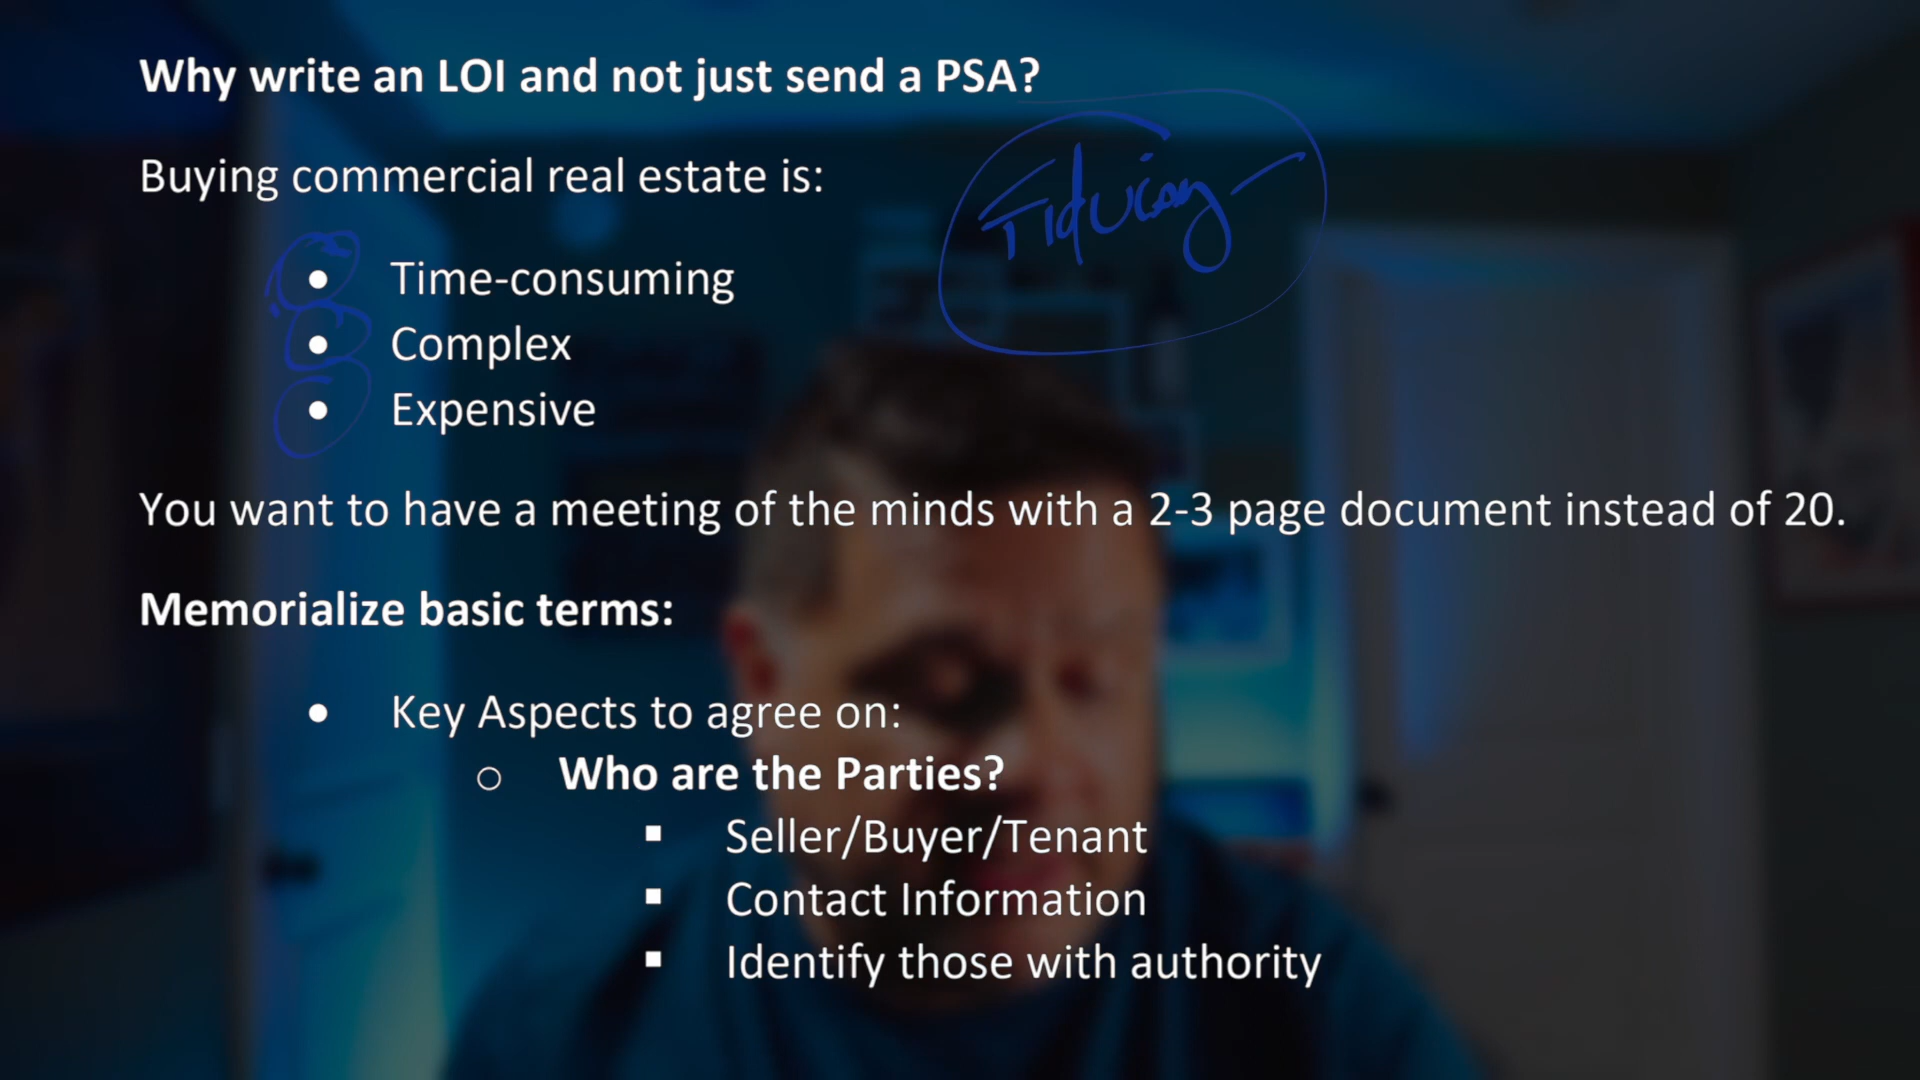 Why write an LOI and not just send a PSA?
Buying commercial real estate is:
Fiduciary
• Time-consuming
• Complex
• Expensive
You want to have a meeting of the minds with a 2-3 page document instead of 20.
Memorialize basic terms:
• Key Aspects to agree on:
○ Who are the Parties?
▪ Seller/Buyer/Tenant
▪ Contact Information
▪ Identify those with authority